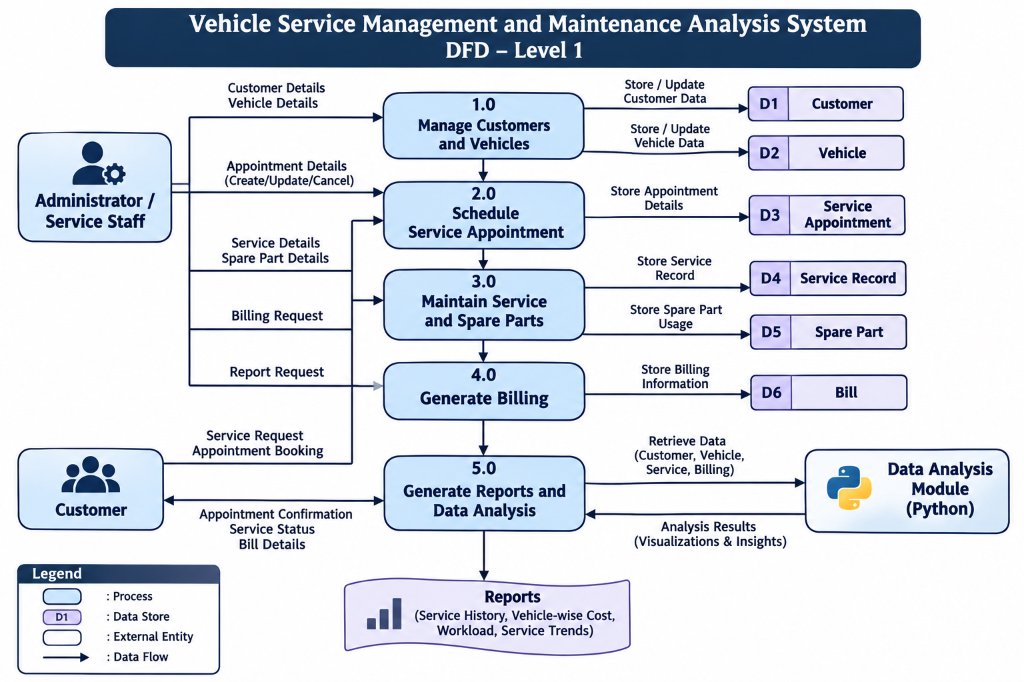 Vehicle Service Management and Maintenance Analysis System
DFD – Level 1
Customer Details
Vehicle Details
1.0
Manage Customers
and Vehicles
Store / Update
Customer Data
D1 Customer
Store / Update
Vehicle Data
D2 Vehicle
Administrator /
Service Staff
Appointment Details
(Create/Update/Cancel)
2.0
Schedule
Service Appointment
Store Appointment
Details
D3 Service
Appointment
Service Details
Spare Part Details
3.0
Maintain Service
and Spare Parts
Store Service
Record
D4 Service Record
Store Spare Part
Usage
D5 Spare Part
Billing Request
Report Request
4.0
Generate Billing
Store Billing
Information
D6 Bill
Service Request
Appointment Booking
Customer
Appointment Confirmation
Service Status
Bill Details
5.0
Generate Reports and
Data Analysis
Retrieve Data
(Customer, Vehicle,
Service, Billing)
Data Analysis
Module
(Python)
Analysis Results
(Visualizations & Insights)
Reports
(Service History, Vehicle-wise Cost,
Workload, Service Trends)
Legend
: Process
D1 : Data Store
: External Entity
: Data Flow